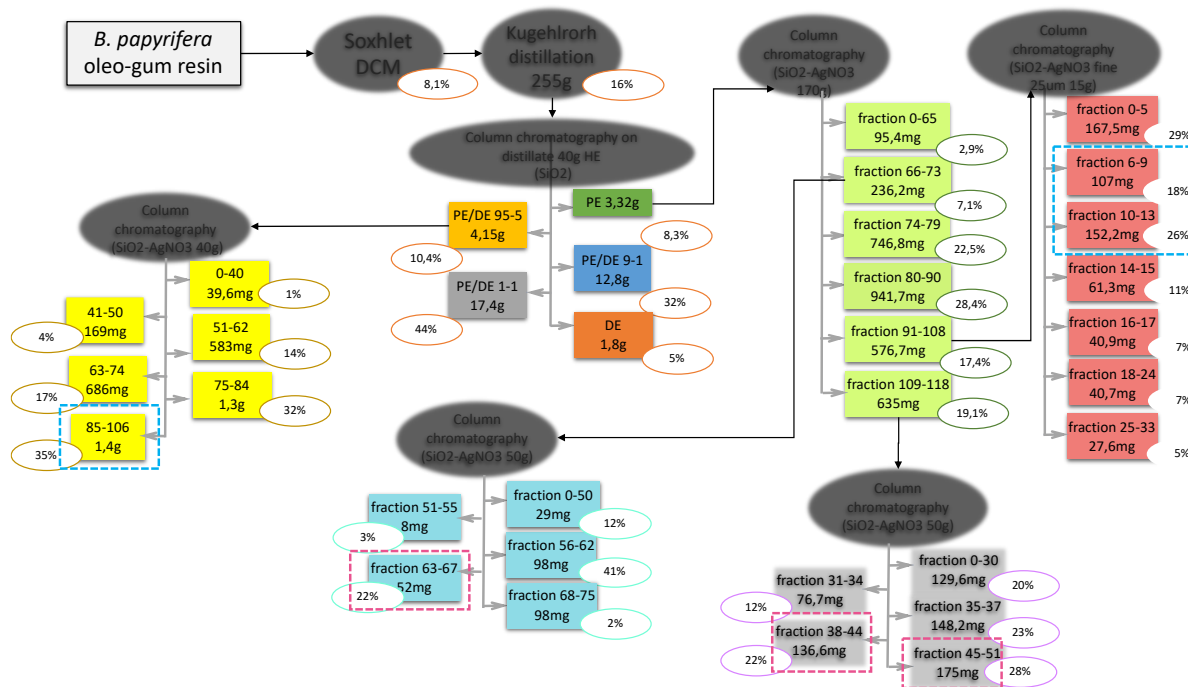 B. papyrifera
oleo-gum resin
Soxhlet
DCM
8,1%
Kugehlrorh
distillation
255g
16%
Column chromatography on
distillate 40g HE
(SiO2)
PE 3,32g
8,3%
PE/DE 95-5
4,15g
10,4%
PE/DE 9-1
12,8g
32%
PE/DE 1-1
17,4g
44%
DE
1,8g
5%
Column
chromatography
(SiO2-AgNO3 40g)
0-40
39,6mg
1%
41-50
169mg
4%
51-62
583mg
14%
63-74
686mg
17%
75-84
1,3g
32%
85-106
1,4g
35%
Column
chromatography
(SiO2-AgNO3
170g)
fraction 0-65
95,4mg
2,9%
fraction 66-73
236,2mg
7,1%
fraction 74-79
746,8mg
22,5%
fraction 80-90
941,7mg
28,4%
fraction 91-108
576,7mg
17,4%
fraction 109-118
635mg
19,1%
Column
chromatography
(SiO2-AgNO3 fine
25um 15g)
fraction 0-5
167,5mg
29%
fraction 6-9
107mg
18%
fraction 10-13
152,2mg
26%
fraction 14-15
61,3mg
11%
fraction 16-17
40,9mg
7%
fraction 18-24
40,7mg
7%
fraction 25-33
27,6mg
5%
Column
chromatography
(SiO2-AgNO3 50g)
fraction 0-50
29mg
12%
fraction 51-55
8mg
3%
fraction 56-62
98mg
41%
fraction 63-67
52mg
22%
fraction 68-75
98mg
2%
Column
chromatography
(SiO2-AgNO3 50g)
fraction 0-30
129,6mg
20%
fraction 31-34
76,7mg
12%
fraction 35-37
148,2mg
23%
fraction 38-44
136,6mg
22%
fraction 45-51
175mg
28%